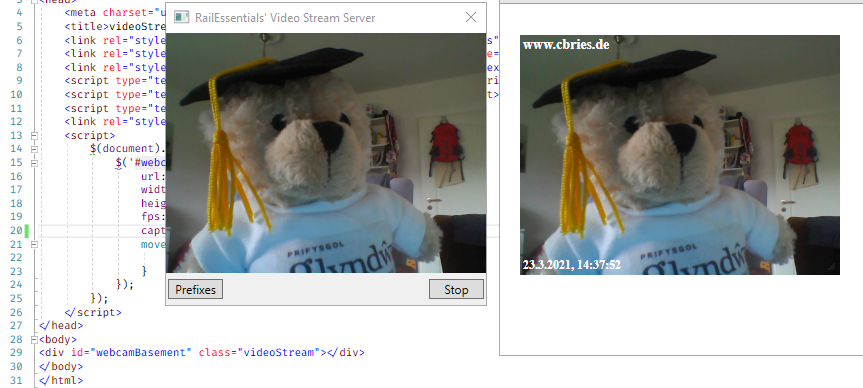 <head>
4 <meta charset="u
5 <title>videoStre
6 <link rel="style s"
7 <link rel="style e=
8 <link rel="style ex
9 <script type="te ri
10 <script type="te t>
11 <script type="te
12 <link rel="style
13 <script>
14 $(document).
15 $('#webc
16 url:
17 widt
18 heig
19 fps:
20 capt
21 move
22
23 }
24 });
25 });
26 </script>
27 </head>
28 <body>
29 <div id="webcamBasement" class="videoStream"></div>
30 </body>
31 </html>
RailEssentials' Video Stream Server
PRIFYSGOL
glyndŵ
Prefixes
Stop
www.cbries.de
PRIFYSGOL
glyndŵ
23.3.2021, 14:37:52